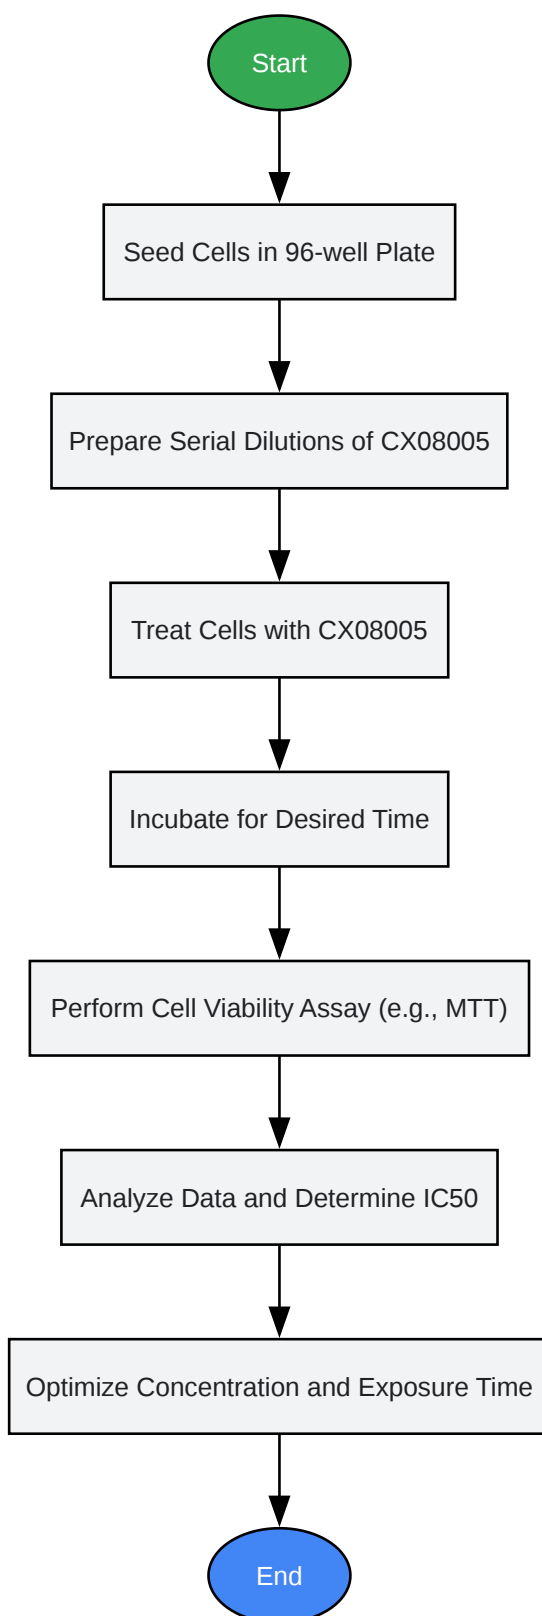 Start
Seed Cells in 96-well Plate
Prepare Serial Dilutions of CX08005
Treat Cells with CX08005
Incubate for Desired Time
Perform Cell Viability Assay (e.g., MTT)
Analyze Data and Determine IC50
Optimize Concentration and Exposure Time
End